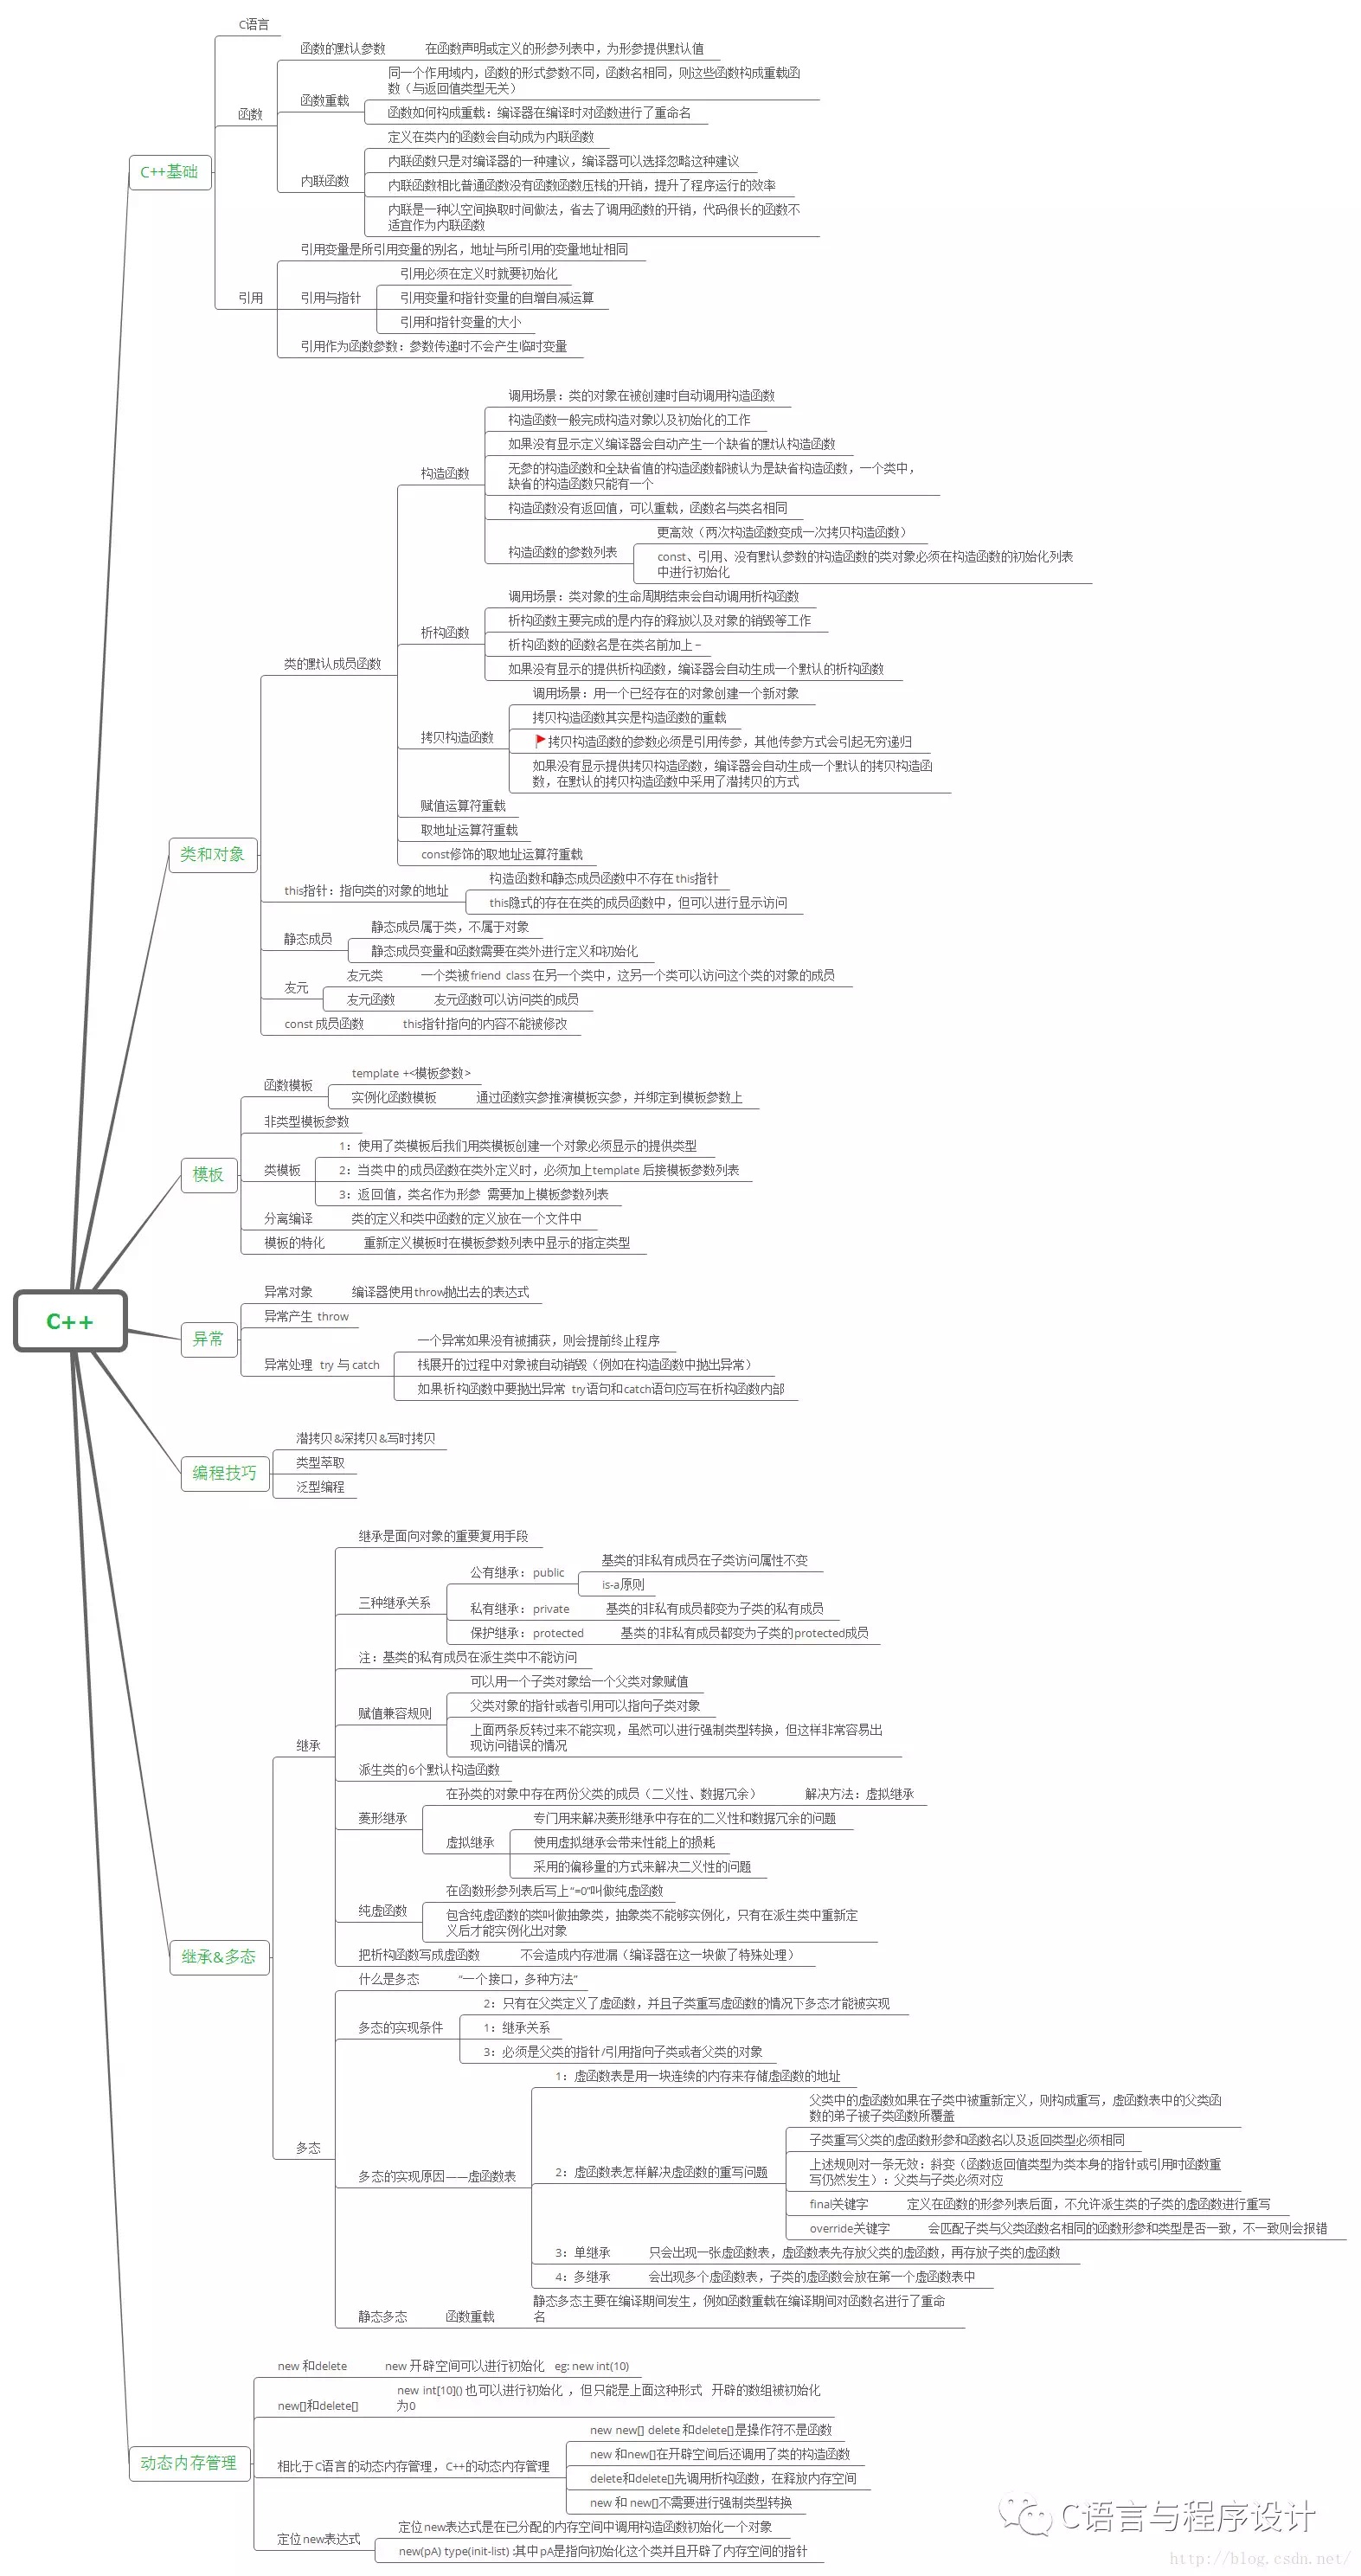 C++
C++基础
C语言
函数
函数的默认参数
在函数声明或定义的形参列表中，为形参提供默认值
函数重载
同一个作用域内，函数的形式参数不同，函数名相同，则这些函数构成重载函
数（与返回值类型无关）
函数如何构成重载：编译器在编译时对函数进行了重命名
内联函数
定义在类内的函数会自动成为内联函数
内联函数只是对编译器的一种建议，编译器可以选择忽略这种建议
内联函数相比普通函数没有函数函数压栈的开销，提升了程序运行的效率
内联是一种以空间换取时间做法，省去了调用函数的开销，代码很长的函数不
适宜作为内联函数
引用
引用变量是所引用变量的别名，地址与所引用的变量地址相同
引用与指针
引用必须在定义时就要初始化
引用变量和指针变量的自增自减运算
引用和指针变量的大小
引用作为函数参数：参数传递时不会产生临时变量
类和对象
类的默认成员函数
构造函数
调用场景：类的对象在被创建时自动调用构造函数
构造函数一般完成构造对象以及初始化的工作
如果没有显示定义编译器会自动产生一个缺省的默认构造函数
无参的构造函数和全缺省值的构造函数都被认为是缺省构造函数，一个类中，
缺省的构造函数只能有一个
构造函数没有返回值，可以重载，函数名与类名相同
构造函数的参数列表
更高效（两次构造函数变成一次拷贝构造函数）
const、引用、没有默认参数的构造函数的类对象必须在构造函数的初始化列表
中进行初始化
析构函数
调用场景：类对象的生命周期结束会自动调用析构函数
析构函数主要完成的是内存的释放以及对象的销毁等工作
析构函数的函数名是在类名前加上 ~
如果没有显示的提供析构函数，编译器会自动生成一个默认的析构函数
拷贝构造函数
调用场景：用一个已经存在的对象创建一个新对象
拷贝构造函数其实是构造函数的重载
拷贝构造函数的参数必须是引用传参，其他传参方式会引起无穷递归
如果没有显示提供拷贝构造函数，编译器会自动生成一个默认的拷贝构造函
数，在默认的拷贝构造函数中采用了潜拷贝的方式
赋值运算符重载
取地址运算符重载
const修饰的取地址运算符重载
this指针：指向类的对象的地址
构造函数和静态成员函数中不存在 this指针
this隐式的存在在类的成员函数中，但可以进行显示访问
静态成员
静态成员属于类，不属于对象
静态成员变量和函数需要在类外进行定义和初始化
友元
友元类
一个类被 friend class 在另一个类中，这另一个类可以访问这个类的对象的成员
友元函数
友元函数可以访问类的成员
const 成员函数
this指针指向的内容不能被修改
模板
函数模板
template +<模板参数>
实例化函数模板
通过函数实参推演模板实参，并绑定到模板参数上
非类型模板参数
类模板
1：使用了类模板后我们用类模板创建一个对象必须显示的提供类型
2：当类中的成员函数在类外定义时，必须加上template 后接模板参数列表
3：返回值，类名作为形参 需要加上模板参数列表
分离编译
类的定义和类中函数的定义放在一个文件中
模板的特化
重新定义模板时在模板参数列表中显示的指定类型
异常
异常对象
编译器使用 throw抛出去的表达式
异常产生 throw
异常处理 try 与 catch
一个异常如果没有被捕获，则会提前终止程序
栈展开的过程中对象被自动销毁（例如在构造函数中抛出异常）
如果析构函数中要抛出异常 try语句和catch语句应写在析构函数内部
编程技巧
潜拷贝&深拷贝&写时拷贝
类型萃取
泛型编程
继承&多态
继承
继承是面向对象的重要复用手段
三种继承关系
公有继承：public
基类的非私有成员在子类访问属性不变
is-a原则
私有继承：private
基类的非私有成员都变为子类的私有成员
保护继承：protected
基类的非私有成员都变为子类的protected成员
注：基类的私有成员在派生类中不能访问
赋值兼容规则
可以用一个子类对象给一个父类对象赋值
父类对象的指针或者引用可以指向子类对象
上面两条反转过来不能实现，虽然可以进行强制类型转换，但这样非常容易出
现访问错误的情况
派生类的6个默认构造函数
菱形继承
在孙类的对象中存在两份父类的成员（二义性、数据冗余）
解决方法：虚拟继承
虚拟继承
专门用来解决菱形继承中存在的二义性和数据冗余的问题
使用虚拟继承会带来性能上的损耗
采用的偏移量的方式来解决二义性的问题
纯虚函数
在函数形参列表后写上“=0”叫做纯虚函数
包含纯虚函数的类叫做抽象类，抽象类不能够实例化，只有在派生类中重新定
义后才能实例化出对象
把析构函数写成虚函数
不会造成内存泄漏（编译器在这一块做了特殊处理）
多态
什么是多态
“一个接口，多种方法”
多态的实现条件
2：只有在父类定义了虚函数，并且子类重写虚函数的情况下多态才能被实现
1：继承关系
3：必须是父类的指针/引用指向子类或者父类的对象
多态的实现原因——虚函数表
1：虚函数表是用一块连续的内存来存储虚函数的地址
2：虚函数表怎样解决虚函数的重写问题
父类中的虚函数如果在子类中被重新定义，则构成重写，虚函数表中的父类函
数的弟子被子类函数所覆盖
子类重写父类的虚函数形参和函数名以及返回类型必须相同
上述规则对一条无效：斜变（函数返回值类型为类本身的指针或引用时函数重
写仍然发生）：父类与子类必须对应
final关键字
定义在函数的形参列表后面，不允许派生类的子类的虚函数进行重写
override关键字
会匹配子类与父类函数名相同的函数形参和类型是否一致，不一致则会报错
3：单继承
只会出现一张虚函数表，虚函数表先存放父类的虚函数，再存放子类的虚函数
4：多继承
会出现多个虚函数表，子类的虚函数会放在第一个虚函数表中
静态多态
函数重载
静态多态主要在编译期间发生，例如函数重载在编译期间对函数名进行了重命
名
动态内存管理
new 和delete
new 开辟空间可以进行初始化 eg: new int(10)
new[]和delete[]
new int[10]() 也可以进行初始化 ，但只能是上面这种形式 开辟的数组被初始化
为0
相比于C语言的动态内存管理，C++的动态内存管理
new new[] delete 和delete[]是操作符不是函数
new 和new[]在开辟空间后还调用了类的构造函数
delete和delete[]先调用析构函数，在释放内存空间
new 和 new[]不需要进行强制类型转换
定位new表达式
定位new表达式是在已分配的内存空间中调用构造函数初始化一个对象
new(pA) type(init-list) :其中pA是指向初始化这个类并且开辟了内存空间的指针
C语言与程序设计
http://blog.csdn.net/